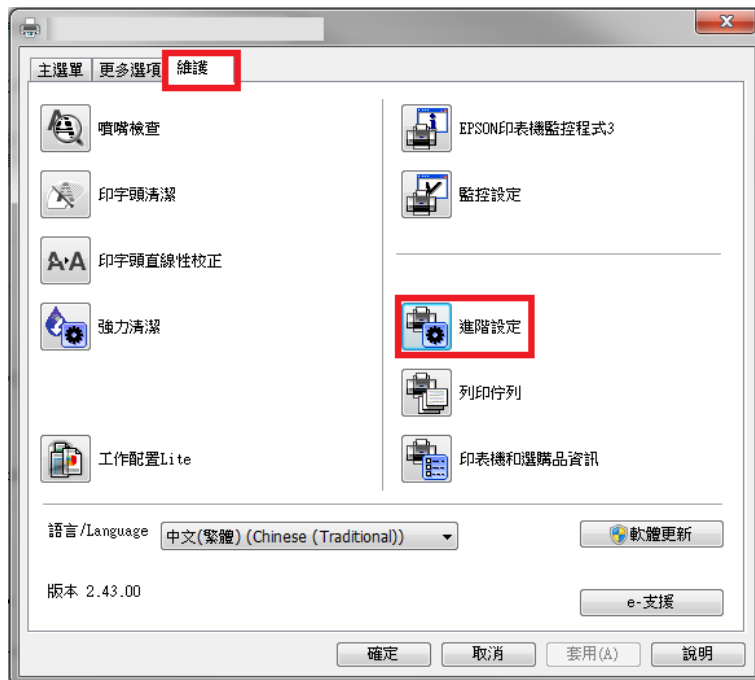 主選單 更多選項 維護
噴嘴檢查
印字頭清潔
印字頭直線性校正
強力清潔
工作配置Lite
EPSON印表機監控程式3
監控設定
進階設定
列印佇列
印表機和選購品資訊
語言/Language 中文(繁體) (Chinese (Traditional))
軟體更新
版本 2.43.00
e-支援
確定 取消 套用(A) 說明